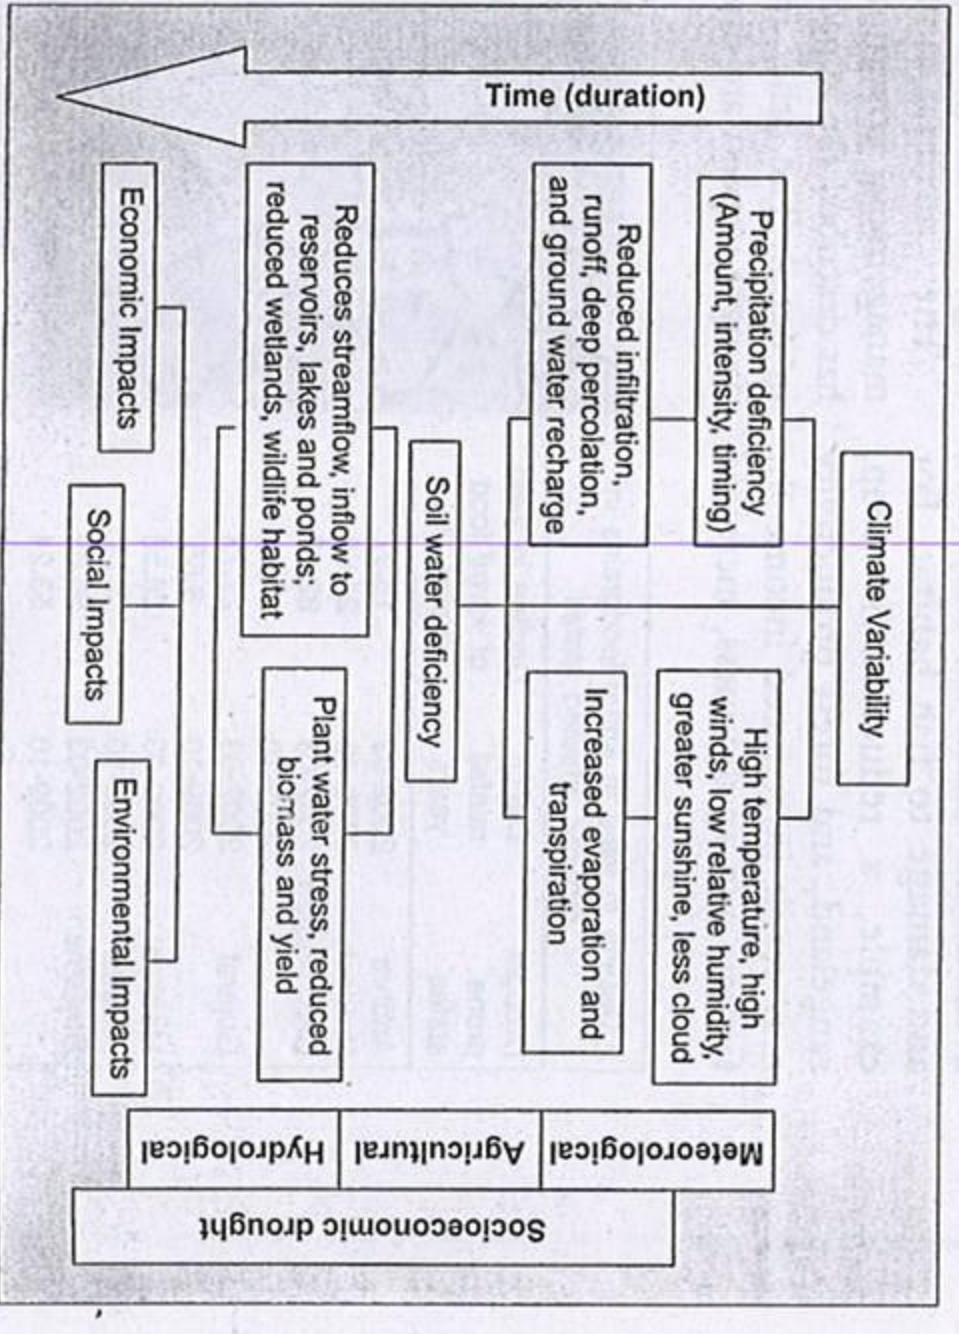 Climate Variability
Time (duration)
Precipitation deficiency
(Amount, intensity, timing)
High temperature, high
winds, low relative humidity,
greater sunshine, less cloud
Meteorological
Reduced infiltration,
runoff, deep percolation,
and ground water recharge
Increased evaporation and
transpiration
Soil water deficiency
Agricultural
Socioeconomic drought
Reduces streamflow, inflow to
reservoirs, lakes and ponds;
reduced wetlands, wildlife habitat
Plant water stress, reduced
biomass and yield
Hydrological
Economic Impacts
Social Impacts
Environmental Impacts